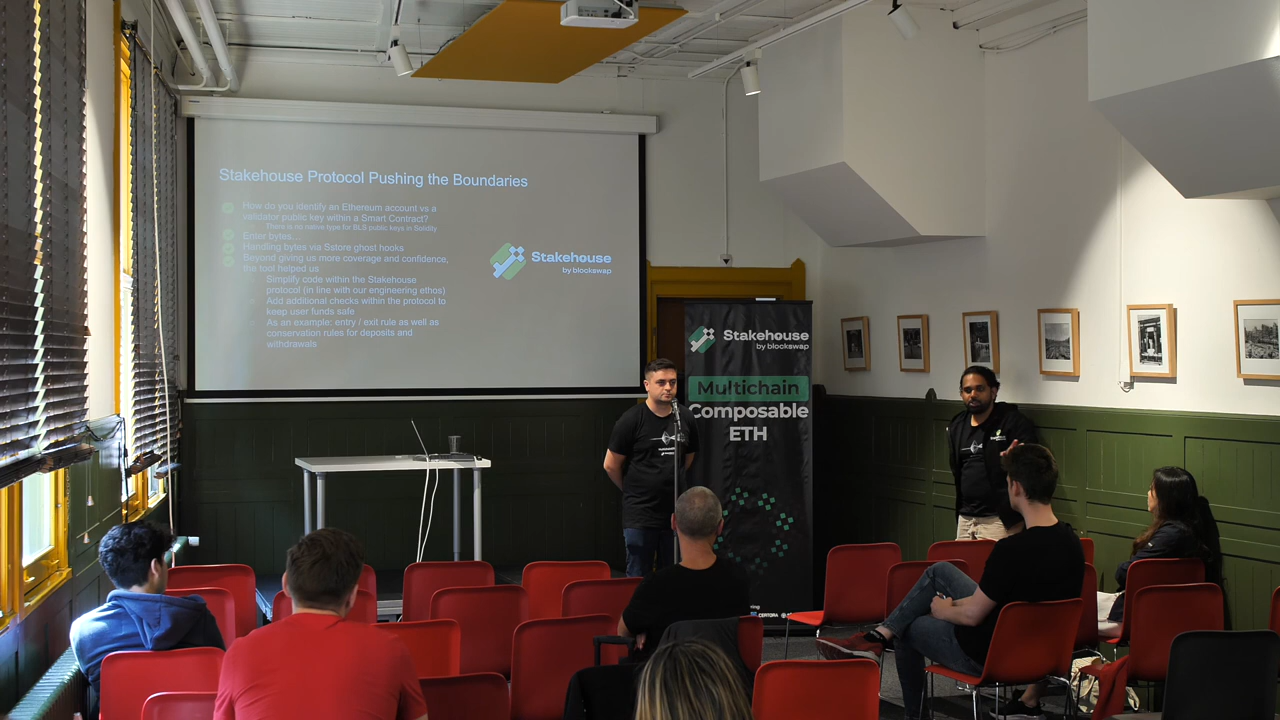 Stakehouse Protocol Pushing the Boundaries
How do you identify an Ethereum account vs a
validator public key within a Smart Contract?
There is no native type for BLS public keys in Solidity
Enter bytes...
Handling bytes via Sstore ghost hooks
Beyond giving us more coverage and confidence,
the tool helped us
Simplify code within the Stakehouse
protocol (in line with our engineering ethos)
Add additional checks within the protocol to
keep user funds safe
As an example: entry / exit rule as well as
conservation rules for deposits and
withdrawals
Stakehouse
by blockswap
Stakehouse
by blockswap
Multichain
Composable
ETH
CERTORA